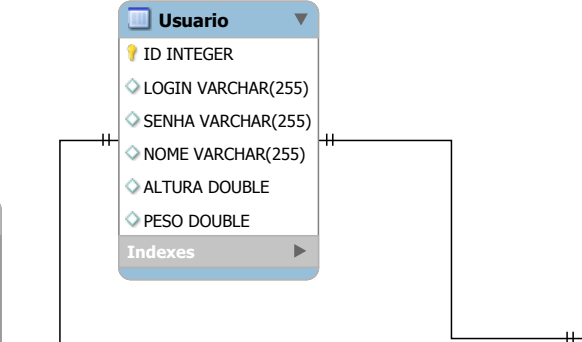 Usuario
ID INTEGER
LOGIN VARCHAR(255)
SENHA VARCHAR(255)
NOME VARCHAR(255)
ALTURA DOUBLE
PESO DOUBLE
Indexes